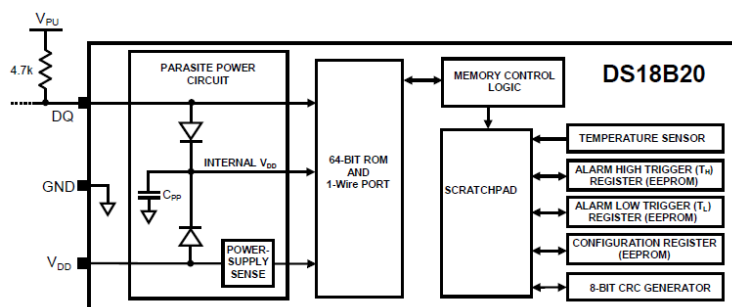 VPU
4.7k
DQ
GND
VDD
PARASITE POWER
CIRCUIT
INTERNAL VDD
CPP
POWER-
SUPPLY
SENSE
64-BIT ROM
AND
1-Wire PORT
MEMORY CONTROL
LOGIC
DS18B20
SCRATCHPAD
TEMPERATURE SENSOR
ALARM HIGH TRIGGER (TH)
REGISTER (EEPROM)
ALARM LOW TRIGGER (TL)
REGISTER (EEPROM)
CONFIGURATION REGISTER
(EEPROM)
8-BIT CRC GENERATOR